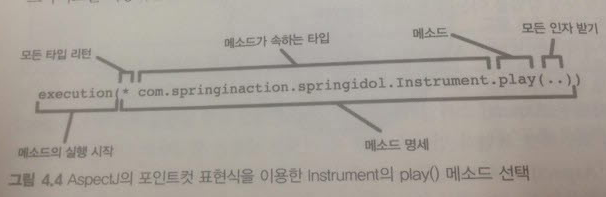 모든 타입 리턴
메소드가 속하는 타입
메소드
모든 인자 받기
execution(* com.springinaction.springidol.Instrument.play(..))
메소드의 실행 시작
메소드 명세
그림 4.4 AspectJ의 포인트컷 표현식을 이용한 Instrument의 play() 메소드 선택